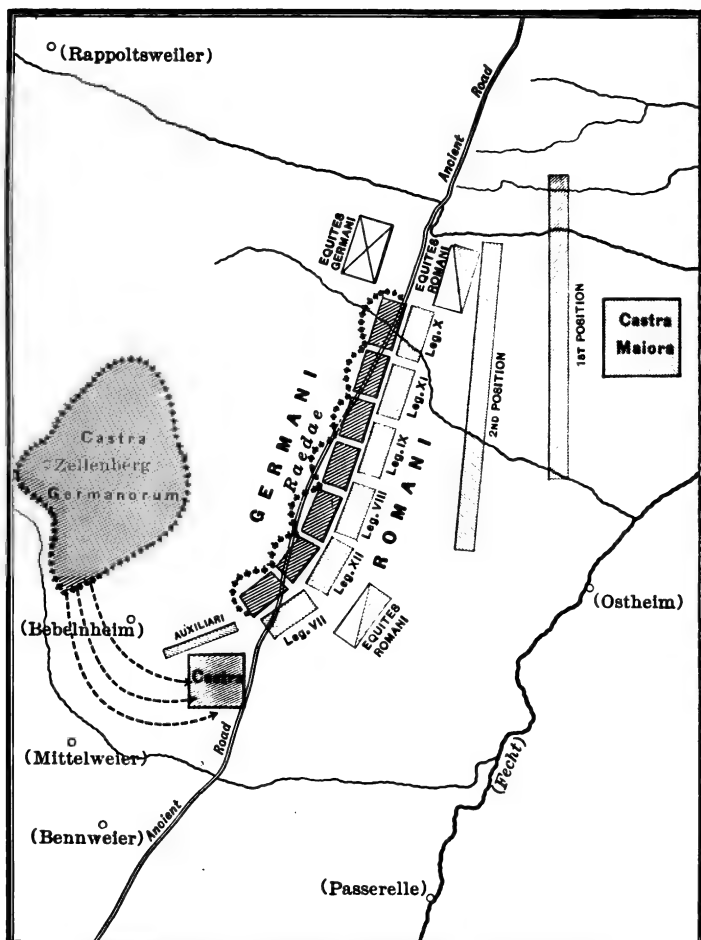 (Rappoltsweiler)
Ancient Road
EQUITES
GERMANI
EQUITES
ROMANI
1ST POSITION
Castra
Maiora
2ND POSITION
Leg. X
Leg. XI
Leg. IX
Leg. VIII
Leg. XII
Leg. VII
GERMANI
Raedae
ROMANI
Castra
Zellenberg
Germanorum
(Ostheim)
(Bebelnheim)
AUXILIARI
EQUITES
ROMANI
Castra
(Mittelweier)
Ancient Road
(Fecht)
(Bennweier)
(Passerelle)